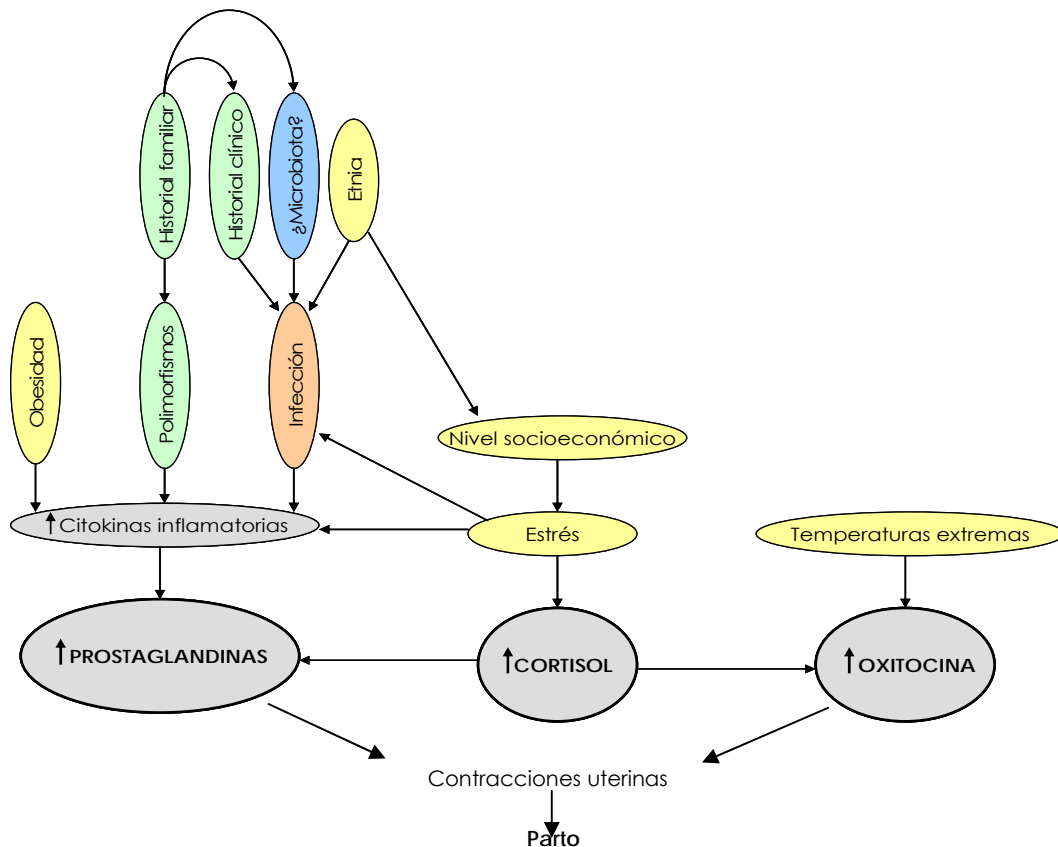 Historial familiar
Historial clínico
¿Microbiota?
Etnia
Obesidad
Polimorfismos
Infección
Nivel socioeconómico
Citokinas inflamatorias
Estrés
Temperaturas extremas
PROSTAGLANDINAS
CORTISOL
OXITOCINA
Contracciones uterinas
Parto